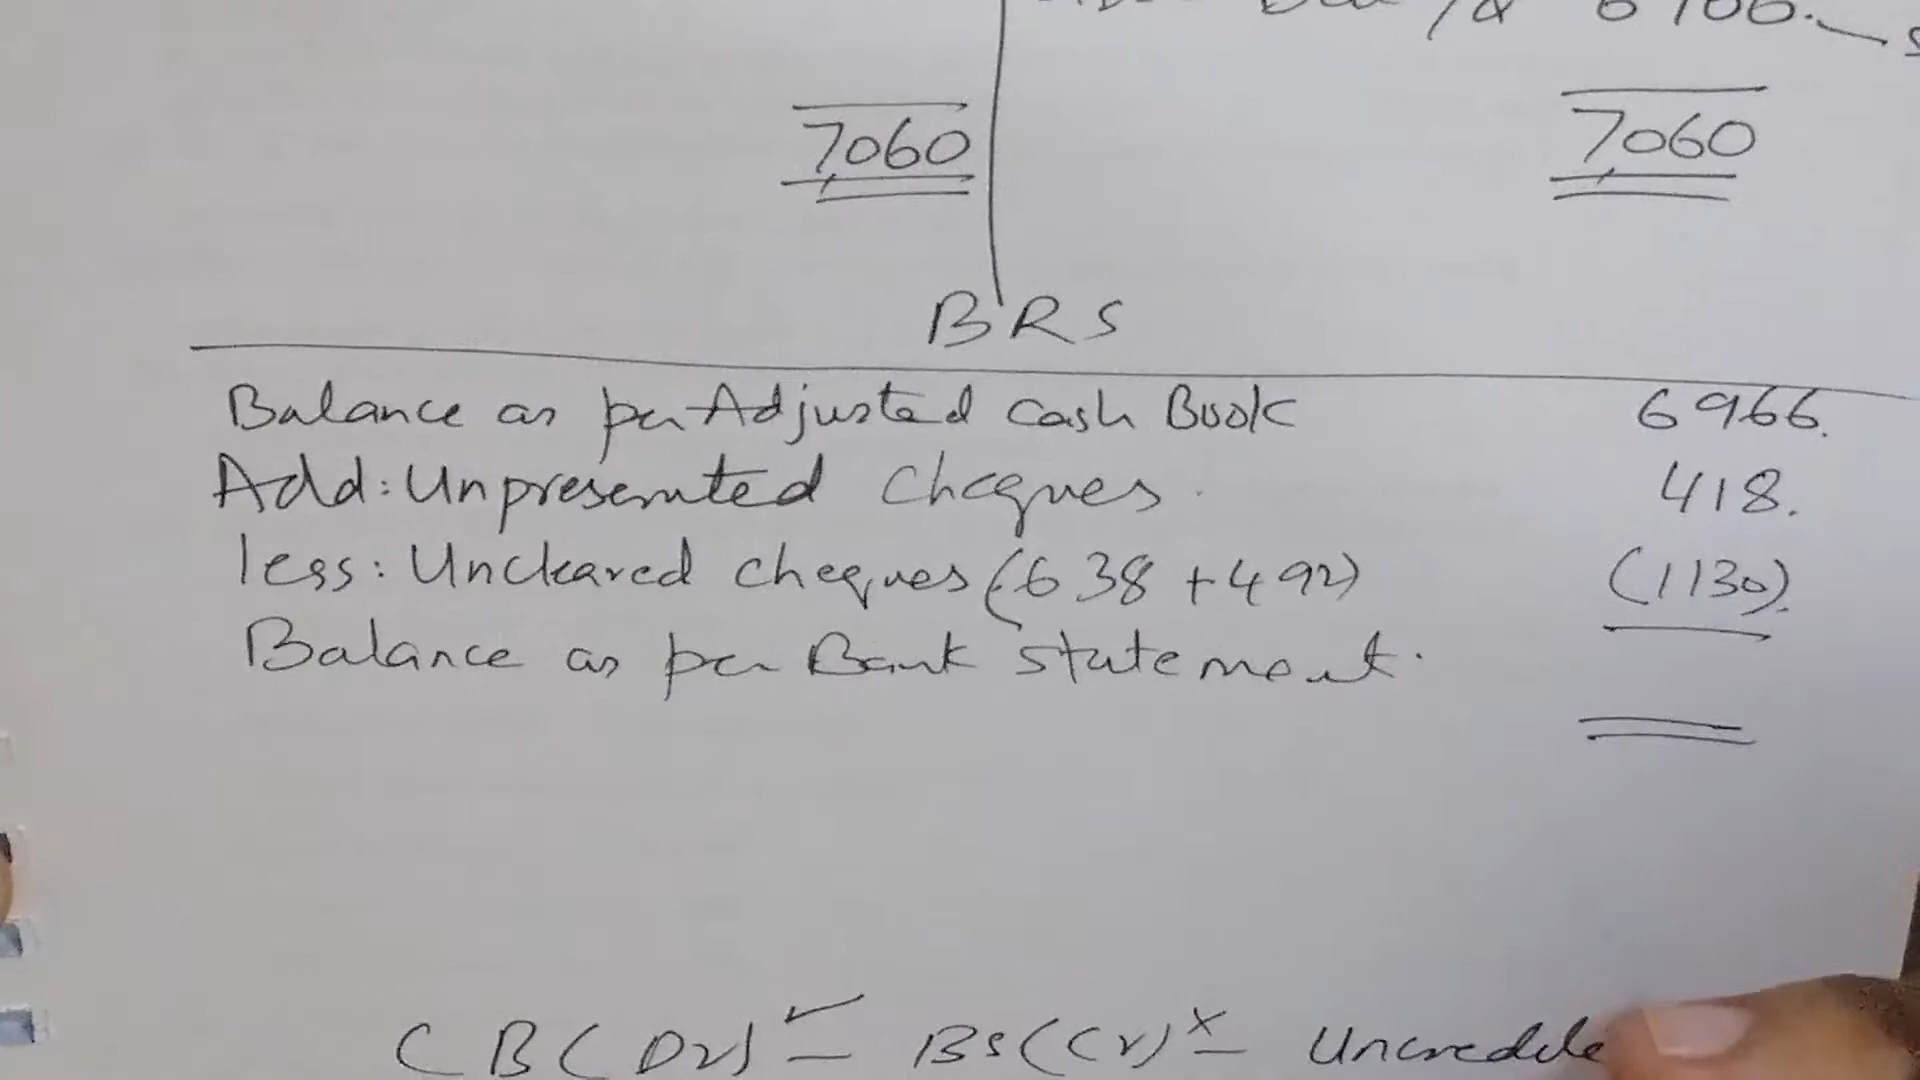 7060 7060
BRS
Balance as per Adjusted Cash Book 6966.
Add: Unpresented Cheques. 418.
less: Uncleared cheques (638 + 492) (1130).
Balance as per Bank statement.
CB (Dr) ✓ – BS (Cr) × –